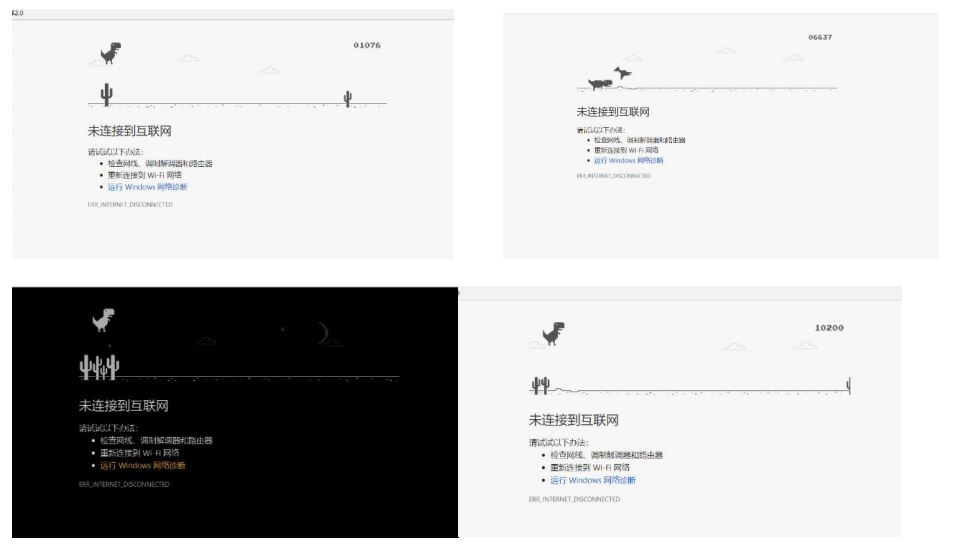 01076
未连接到互联网
请试试以下办法：
• 检查网线、调制解调器和路由器
• 重新连接到 Wi-Fi 网络
• 运行 Windows 网络诊断
ERR_INTERNET_DISCONNECTED
06637
未连接到互联网
请试试以下办法：
• 检查网线、调制解调器和路由器
• 重新连接到 Wi-Fi 网络
• 运行 Windows 网络诊断
ERR_INTERNET_DISCONNECTED
未连接到互联网
请试试以下办法：
• 检查网线、调制解调器和路由器
• 重新连接到 Wi-Fi 网络
• 运行 Windows 网络诊断
ERR_INTERNET_DISCONNECTED
10200
未连接到互联网
请试试以下办法：
• 检查网线、调制解调器和路由器
• 重新连接到 Wi-Fi 网络
• 运行 Windows 网络诊断
ERR_INTERNET_DISCONNECTED